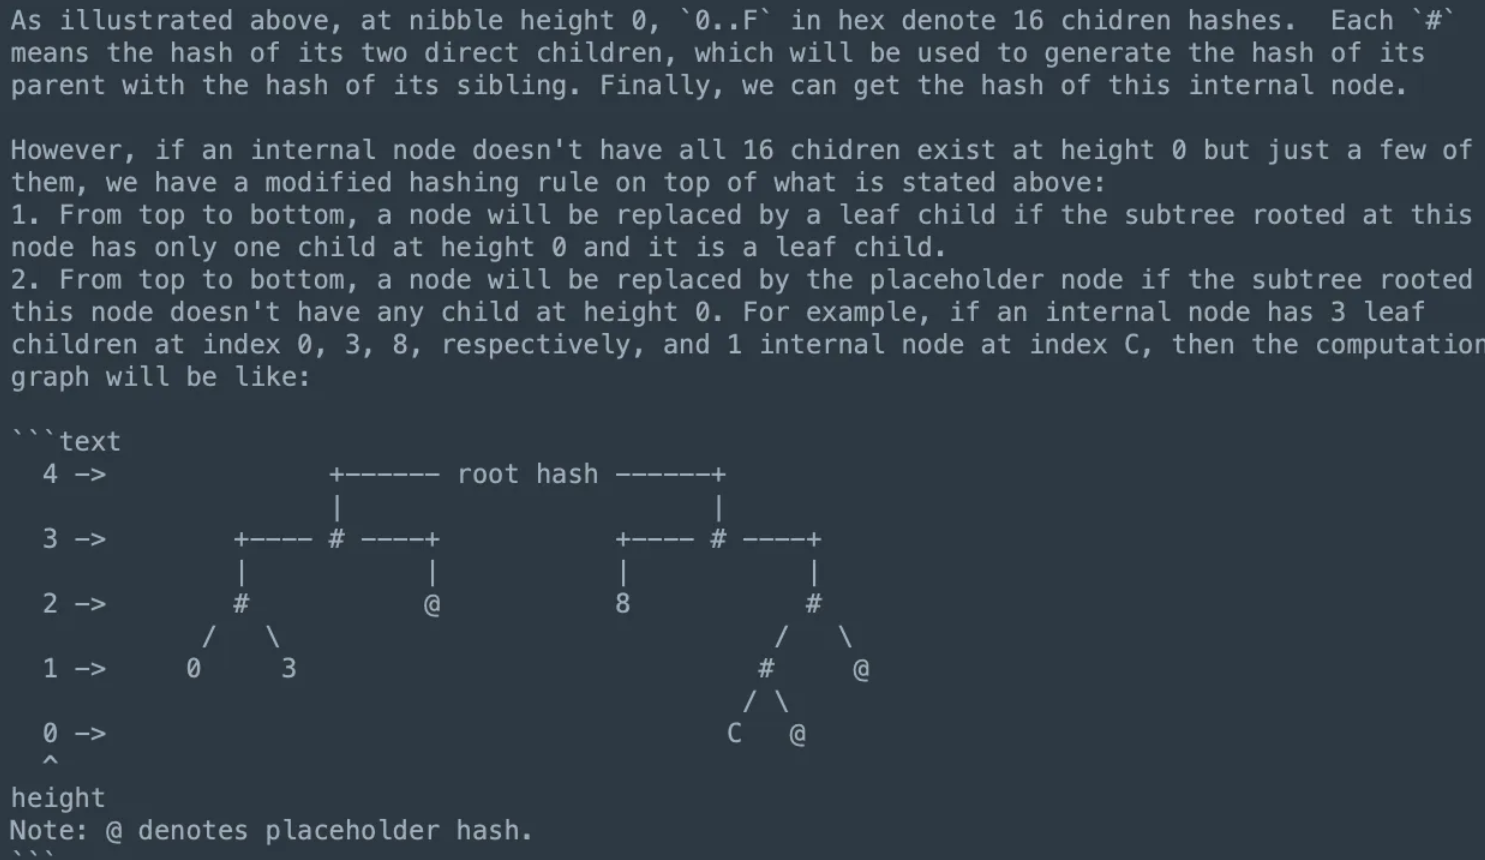 As illustrated above, at nibble height 0, `0..F` in hex denote 16 chidren hashes.  Each `#`
means the hash of its two direct children, which will be used to generate the hash of its
parent with the hash of its sibling. Finally, we can get the hash of this internal node.

However, if an internal node doesn't have all 16 chidren exist at height 0 but just a few of
them, we have a modified hashing rule on top of what is stated above:
1. From top to bottom, a node will be replaced by a leaf child if the subtree rooted at this
node has only one child at height 0 and it is a leaf child.
2. From top to bottom, a node will be replaced by the placeholder node if the subtree rooted
this node doesn't have any child at height 0. For example, if an internal node has 3 leaf
children at index 0, 3, 8, respectively, and 1 internal node at index C, then the computation
graph will be like:

```text
  4 ->              +------ root hash ------+
                    |                       |
  3 ->        +---- # ----+           +---- # ----+
              |           |           |           |
  2 ->        #           @           8           #
            /   \                               /   \
  1 ->     0     3                             #     @
                                              / \
  0 ->                                       C   @
  ^
height
Note: @ denotes placeholder hash.
```